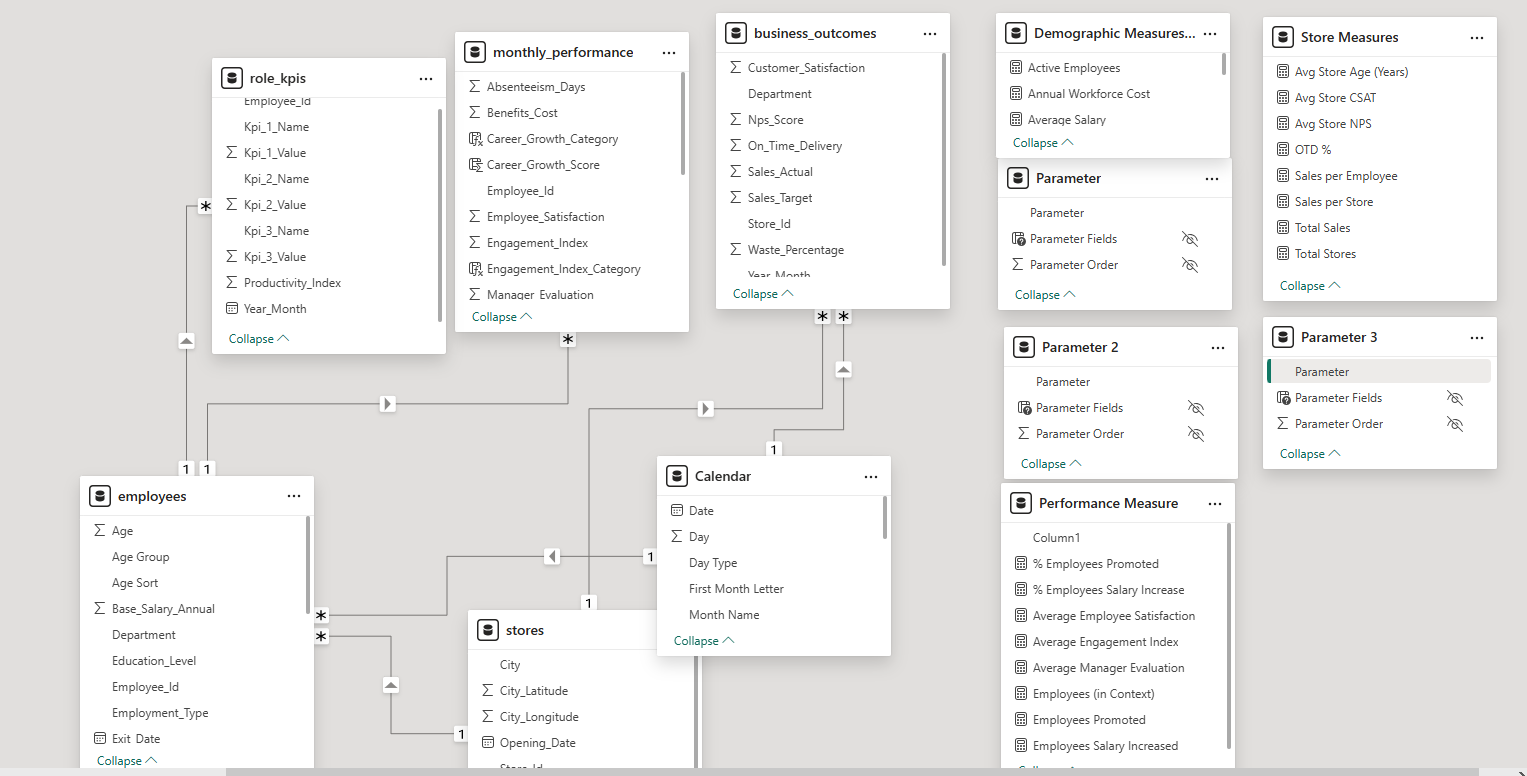 role_kpis
Employee_Id
Kpi_1_Name
Kpi_1_Value
Kpi_2_Name
Kpi_2_Value
Kpi_3_Name
Kpi_3_Value
Productivity_Index
Year_Month
Collapse
monthly_performance
Absenteeism_Days
Benefits_Cost
Career_Growth_Category
Career_Growth_Score
Employee_Id
Employee_Satisfaction
Engagement_Index
Engagement_Index_Category
Manager_Evaluation
Collapse
business_outcomes
Customer_Satisfaction
Department
Nps_Score
On_Time_Delivery
Sales_Actual
Sales_Target
Store_Id
Waste_Percentage
Year_Month
Collapse
Demographic Measures...
Active Employees
Annual Workforce Cost
Average Salary
Collapse
Parameter
Parameter
Parameter Fields
Parameter Order
Collapse
Store Measures
Avg Store Age (Years)
Avg Store CSAT
Avg Store NPS
OTD %
Sales per Employee
Sales per Store
Total Sales
Total Stores
Collapse
Parameter 2
Parameter
Parameter Fields
Parameter Order
Collapse
Parameter 3
Parameter
Parameter Fields
Parameter Order
Collapse
* * * *
1 1 1
employees
Age
Age Group
Age Sort
Base_Salary_Annual
Department
Education_Level
Employee_Id
Employment_Type
Exit_Date
Collapse
1
*
*
1
1
stores
City
City_Latitude
City_Longitude
Opening_Date
Store_Id
Calendar
Date
Day
Day Type
First Month Letter
Month Name
Collapse
Performance Measure
Column1
% Employees Promoted
% Employees Salary Increase
Average Employee Satisfaction
Average Engagement Index
Average Manager Evaluation
Employees (in Context)
Employees Promoted
Employees Salary Increased
Collapse